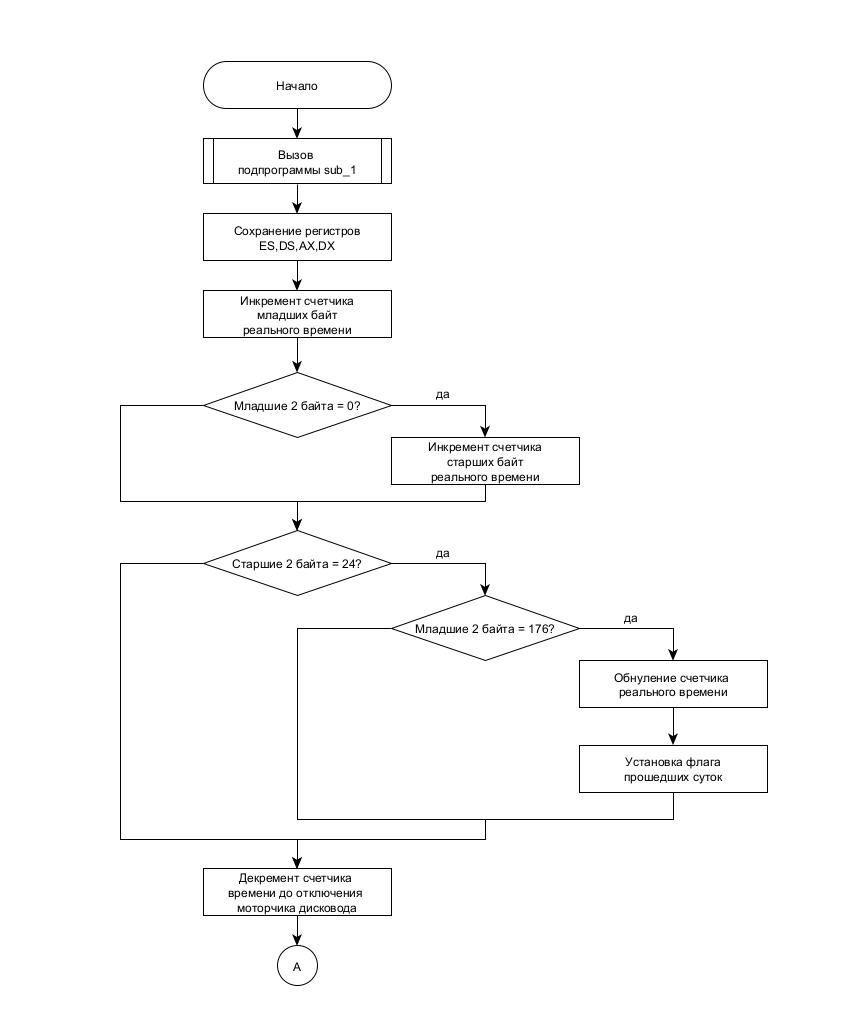 Начало
Вызов
подпрограммы sub_1
Сохранение регистров
ES,DS,AX,DX
Инкремент счетчика
младших байт
реального времени
Младшие 2 байта = 0?
да
Инкремент счетчика
старших байт
реального времени
Старшие 2 байта = 24?
да
Младшие 2 байта = 176?
да
Обнуление счетчика
реального времени
Установка флага
прошедших суток
Декремент счетчика
времени до отключения
моторчика дисковода
A